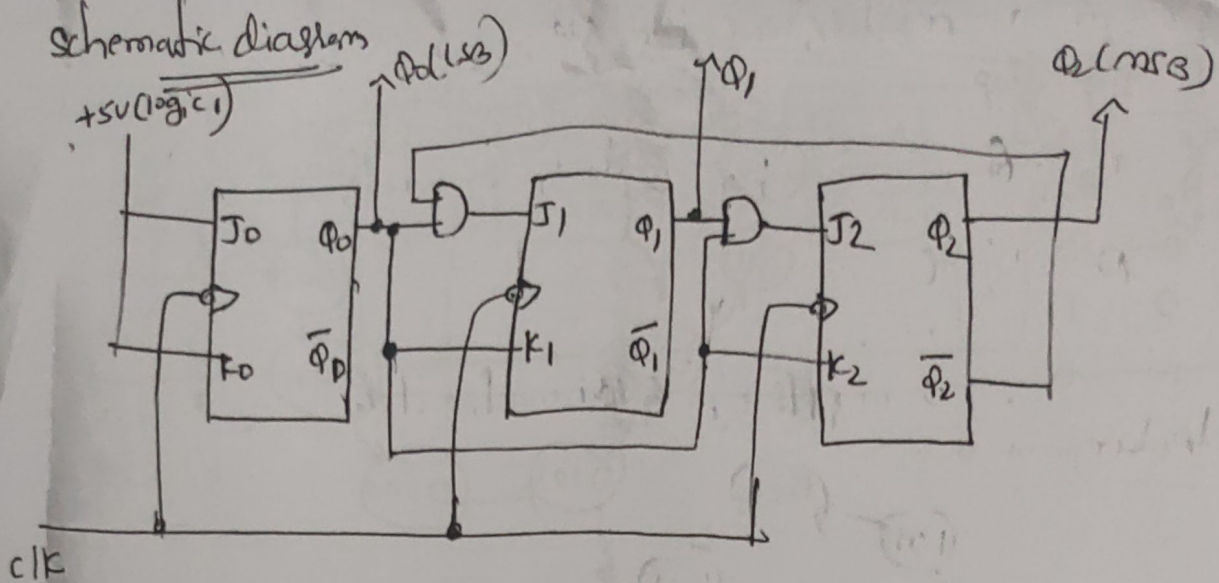 schematic diagram
+5V(logic 1)
Q0(LSB)
Q1
Q2(MSB)
J0 Q0
J1 Q1
J2 Q2
K0 Q̅0
K1 Q̅1
K2 Q̅2
clk